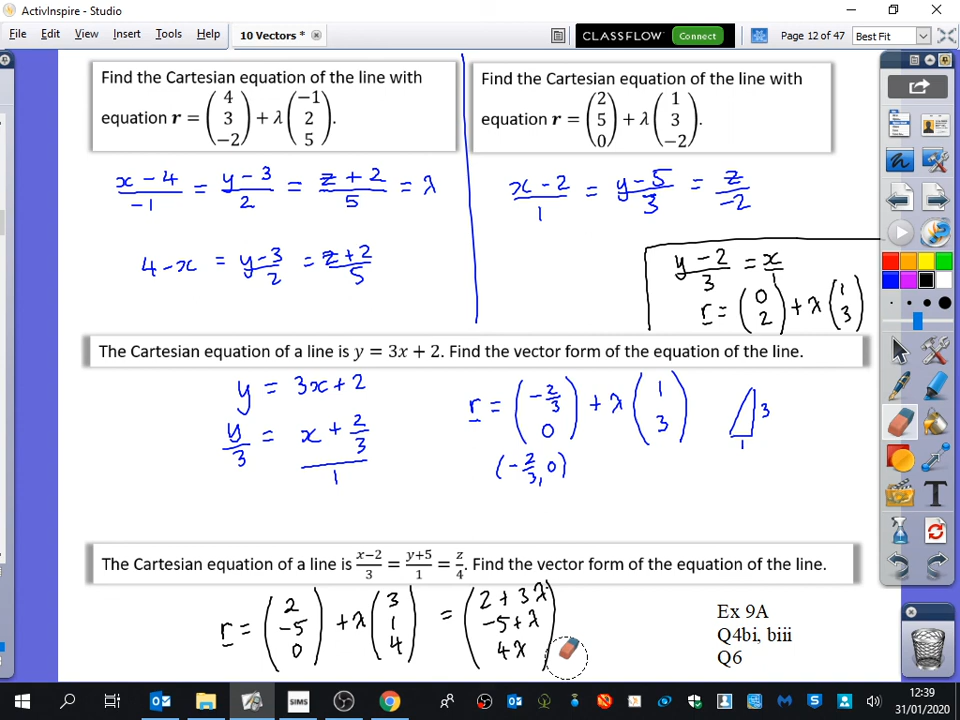 ActivInspire - Studio
File Edit View Insert Tools Help
10 Vectors *
CLASSFLOW Connect
Page 12 of 47
Best Fit
Find the Cartesian equation of the line with
equation r = (4 3 −2) + λ (−1 2 5).
(x − 4)/−1 = (y − 3)/2 = (z + 2)/5 = λ
4 − x = (y − 3)/2 = (z + 2)/5
Find the Cartesian equation of the line with
equation r = (2 5 0) + λ (1 3 −2).
(x − 2)/1 = (y − 5)/3 = z/−2
(y − 2)/3 = x/1
r = (0 2) + λ (1 3)
The Cartesian equation of a line is y = 3x + 2. Find the vector form of the equation of the line.
y = 3x + 2
y/3 = (x + 2/3)/1
r = (−2/3 0) + λ (1 3)
(−2/3, 0)
3
1
The Cartesian equation of a line is (x−2)/3 = (y+5)/1 = z/4. Find the vector form of the equation of the line.
r = (2 −5 0) + λ (3 1 4) = (2 + 3λ −5 + λ 4λ)
Ex 9A
Q4bi, biii
Q6
SIMS
12:39
31/01/2020